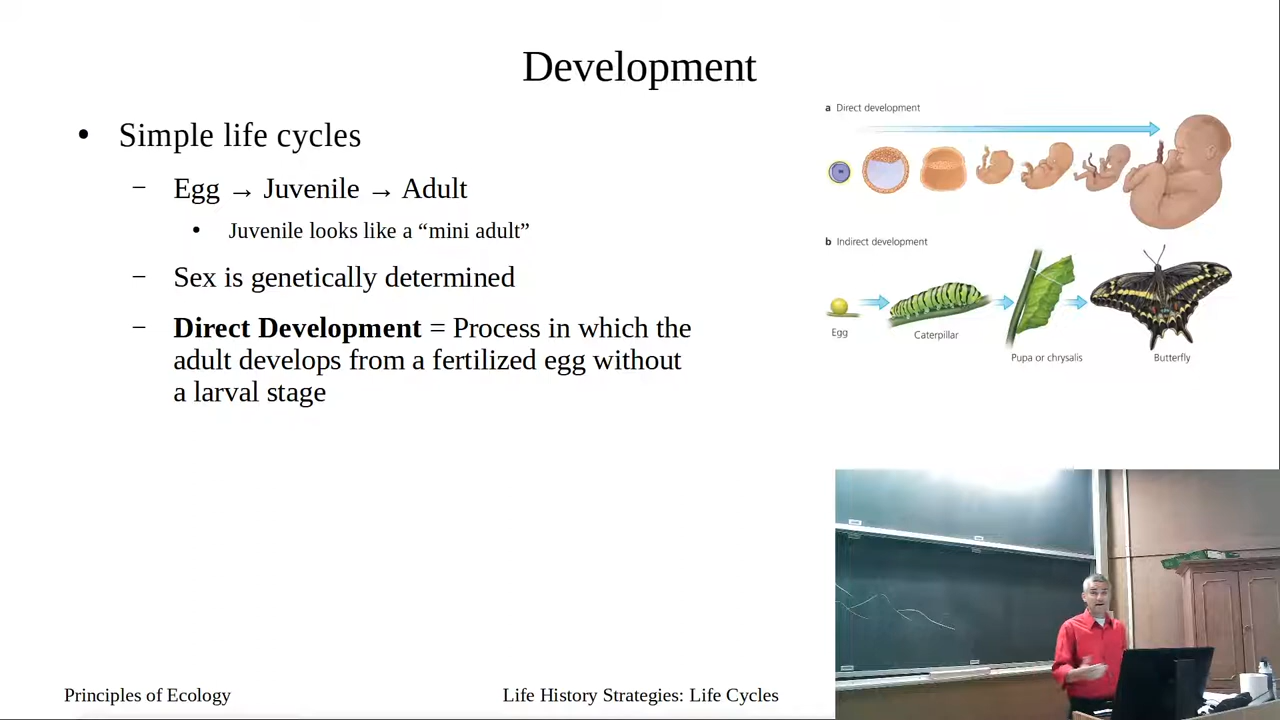 Development
• Simple life cycles
– Egg → Juvenile → Adult
• Juvenile looks like a “mini adult”
– Sex is genetically determined
– Direct Development = Process in which the
adult develops from a fertilized egg without
a larval stage
a Direct development
b Indirect development
Egg
Caterpillar
Pupa or chrysalis
Butterfly
Principles of Ecology
Life History Strategies: Life Cycles